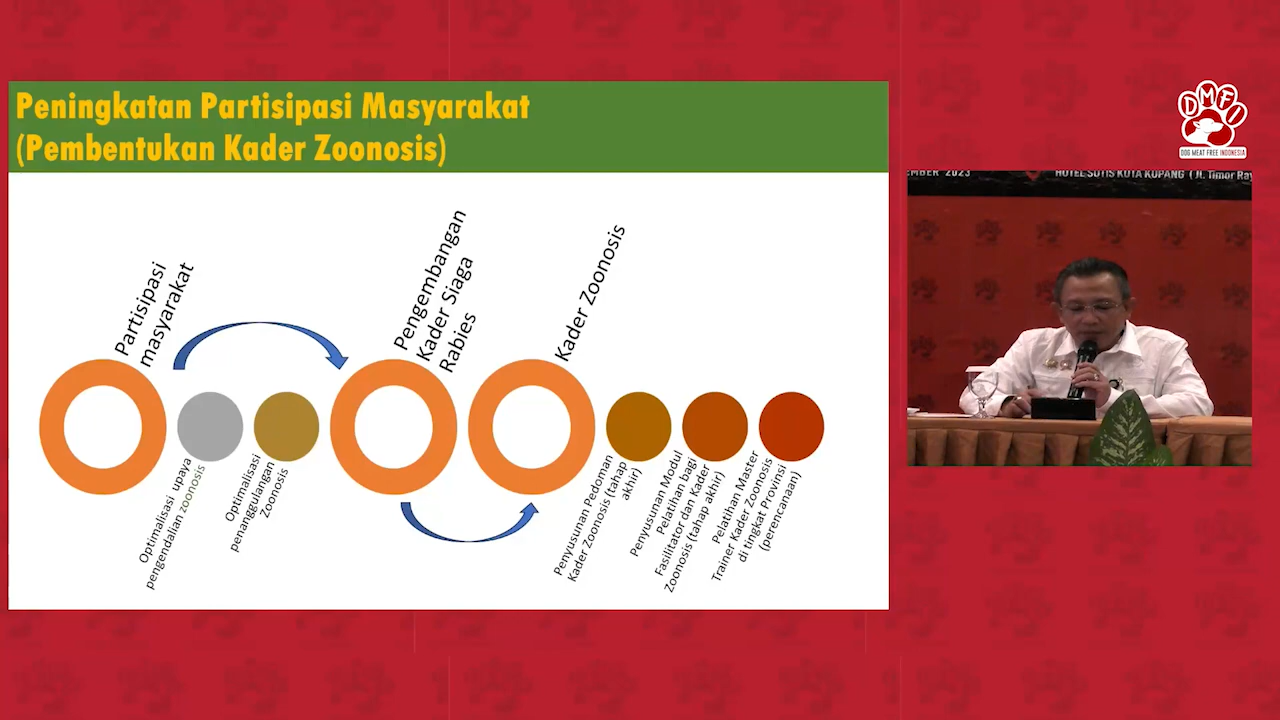 Peningkatan Partisipasi Masyarakat
(Pembentukan Kader Zoonosis)
DMFI
DOG MEAT FREE INDONESIA
2023
HOTEL SOTIS KOTA KUPANG (Jl. Timor Ray
Partisipasi
masyarakat
Optimalisasi upaya
pengendalian zoonosis
Optimalisasi
penanggulangan
Zoonosis
Pengembangan
Kader Siaga
Rabies
Kader Zoonosis
Penyusunan Pedoman
Kader Zoonosis (tahap
akhir)
Penyusunan Modul
Pelatihan bagi
Fasilitator dan Kader
Zoonosis (tahap akhir)
Pelatihan Master
Trainer Kader Zoonosis
di tingkat Provinsi
(perencanaan)